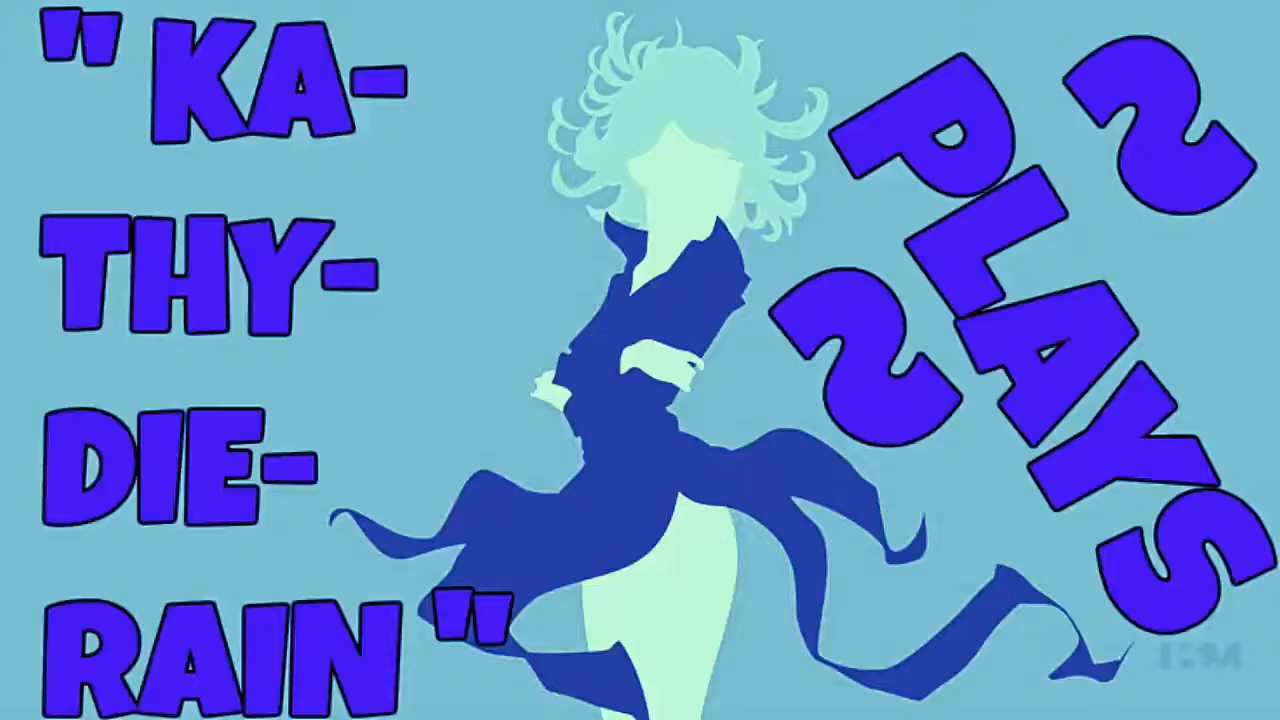 " KA-
THY-
DIE-
RAIN "
~
PLAYS
~